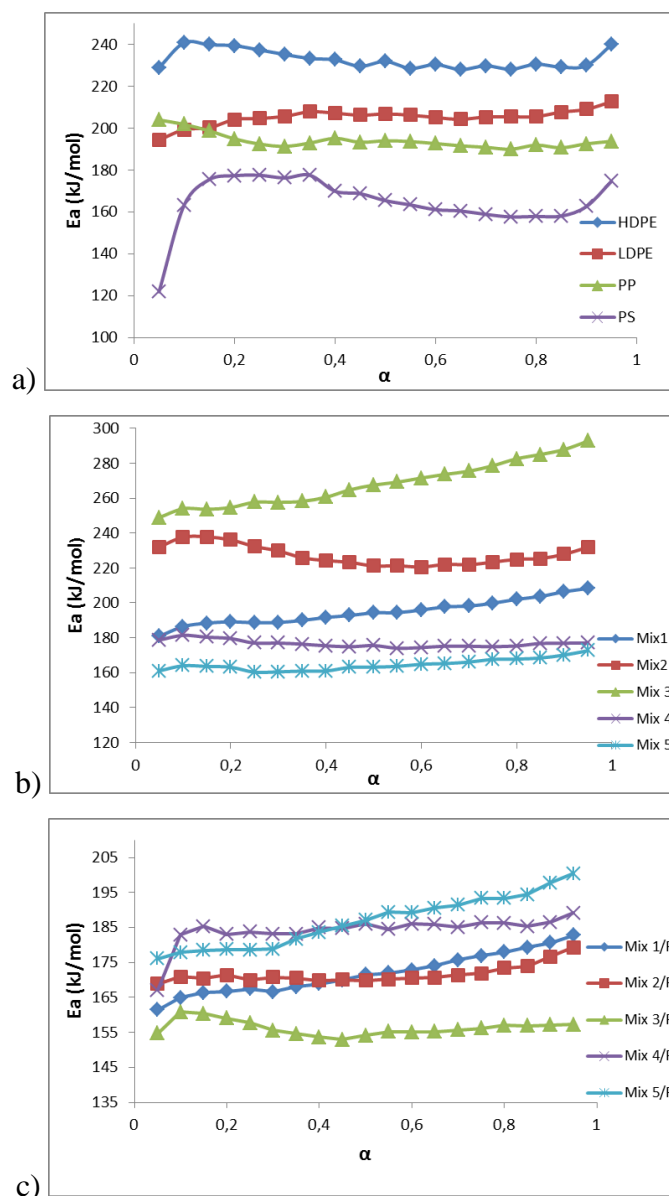 240
220
200
180
160
140
120
100
Ea (kJ/mol)
HDPE
LDPE
PP
PS
0
0,2
0,4
0,6
0,8
1
α
a)
300
280
260
240
220
200
180
160
140
120
Ea (kJ/mol)
Mix1
Mix2
Mix 3
Mix 4
Mix 5
0
0,2
0,4
0,6
0,8
1
α
b)
205
195
185
175
165
155
145
135
Ea (kJ/mol)
Mix 1/
Mix 2/
Mix 3/
Mix 4/
Mix 5/
0
0,2
0,4
0,6
0,8
1
α
c)